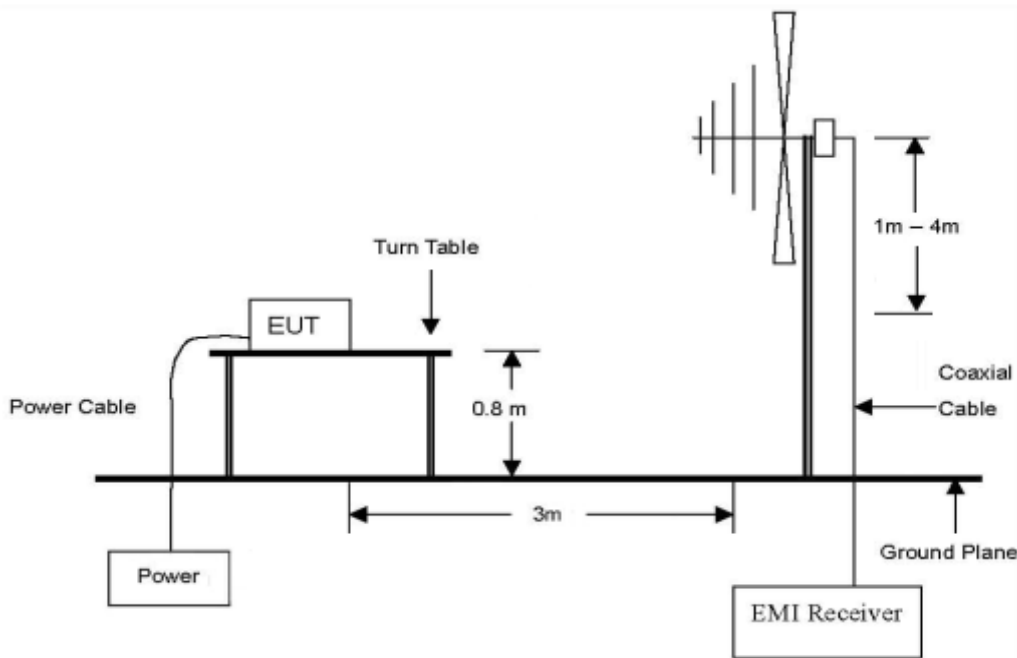 1m – 4m
Turn Table
EUT
Coaxial
Cable
Power Cable
0.8 m
3m
Ground Plane
Power
EMI Receiver